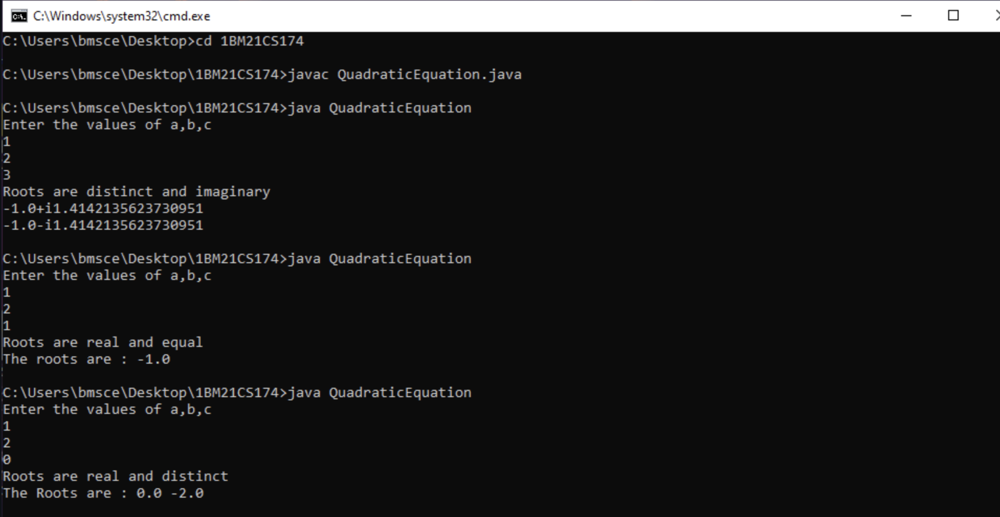 C:\Windows\system32\cmd.exe
C:\Users\bmsce\Desktop>cd 1BM21CS174
C:\Users\bmsce\Desktop\1BM21CS174>javac QuadraticEquation.java
C:\Users\bmsce\Desktop\1BM21CS174>java QuadraticEquation
Enter the values of a,b,c
1
2
3
Roots are distinct and imaginary
-1.0+i1.4142135623730951
-1.0-i1.4142135623730951
C:\Users\bmsce\Desktop\1BM21CS174>java QuadraticEquation
Enter the values of a,b,c
1
2
1
Roots are real and equal
The roots are : -1.0
C:\Users\bmsce\Desktop\1BM21CS174>java QuadraticEquation
Enter the values of a,b,c
1
2
0
Roots are real and distinct
The Roots are : 0.0 -2.0